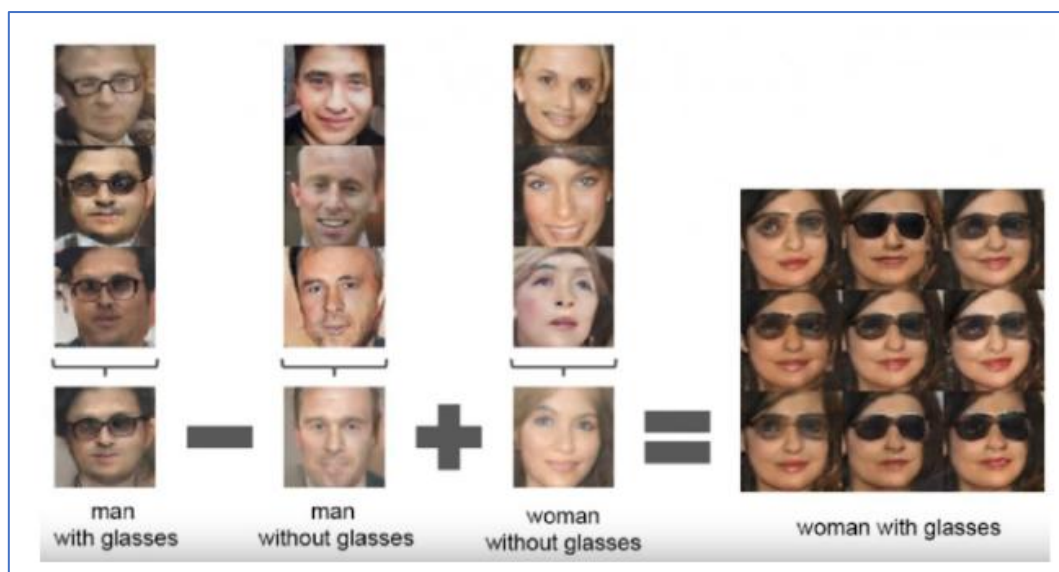 man
with glasses
man
without glasses
woman
without glasses
woman with glasses